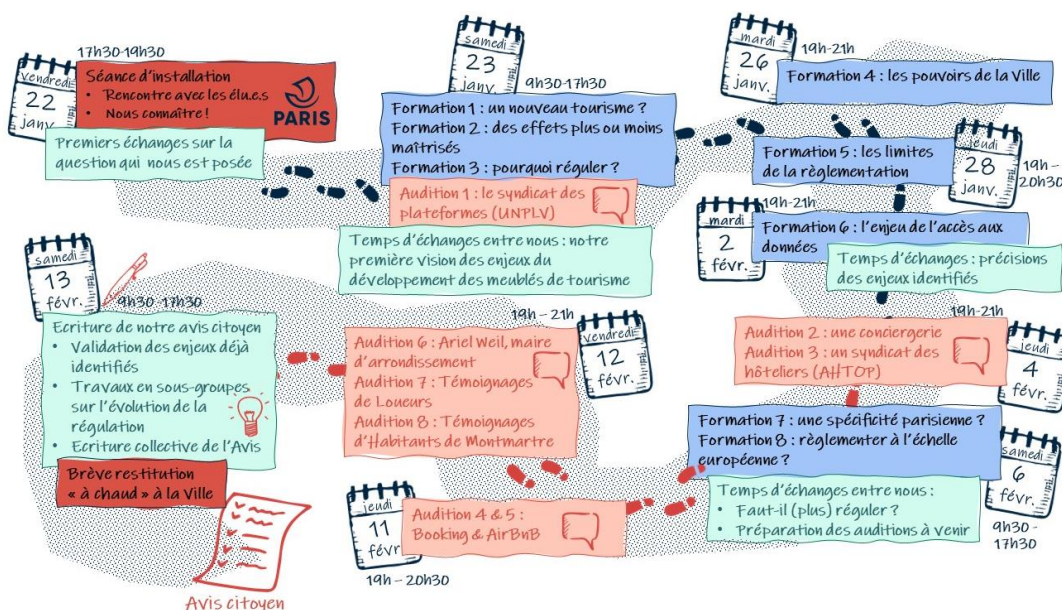 17h30-19h30
vendredi
22
janv.
Séance d'installation
• Rencontre avec les élu.e.s
• Nous connaître !
PARIS
Premiers échanges sur la
question qui nous est posée
samedi
23
janv.
9h30-17h30
Formation 1 : un nouveau tourisme ?
Formation 2 : des effets plus ou moins
maîtrisés
Formation 3 : pourquoi réguler ?
Audition 1 : le syndicat des
plateformes (UNPLV)
Temps d'échanges entre nous : notre
première vision des enjeux du
développement des meublés de tourisme
mardi
26
janv.
19h-21h
Formation 4 : les pouvoirs de la Ville
Formation 5 : les limites
de la règlementation
jeudi
28
janv.
19h –
20h30
mardi
2
févr.
19h-21h
Formation 6 : l'enjeu de l'accès aux
données
Temps d'échanges : précisions
des enjeux identifiés
19h-21h
jeudi
4
févr.
Audition 2 : une conciergerie
Audition 3 : un syndicat des
hôteliers (AHTOP)
Formation 7 : une spécificité parisienne ?
Formation 8 : règlementer à l'échelle
européenne ?
samedi
6
févr.
9h30 -
17h30
Temps d'échanges entre nous :
• Faut-il (plus) réguler ?
• Préparation des auditions à venir
jeudi
11
févr.
19h – 20h30
Audition 4 & 5 :
Booking & AirBnB
19h – 21h
vendredi
12
févr.
Audition 6 : Ariel Weil, maire
d'arrondissement
Audition 7 : Témoignages
de Loueurs
Audition 8 : Témoignages
d'Habitants de Montmartre
samedi
13
févr.
9h30 -17h30
Ecriture de notre avis citoyen
• Validation des enjeux déjà
identifiés
• Travaux en sous-groupes
sur l'évolution de la
régulation
• Ecriture collective de l'Avis
Brève restitution
« à chaud » à la Ville
Avis citoyen